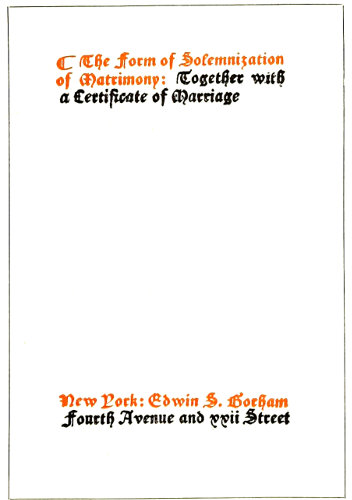 ¶ The Form of Solemnization
of Matrimony: Together with
a Certificate of Marriage
New York: Edwin S. Gorham
Fourth Avenue and xxii Street